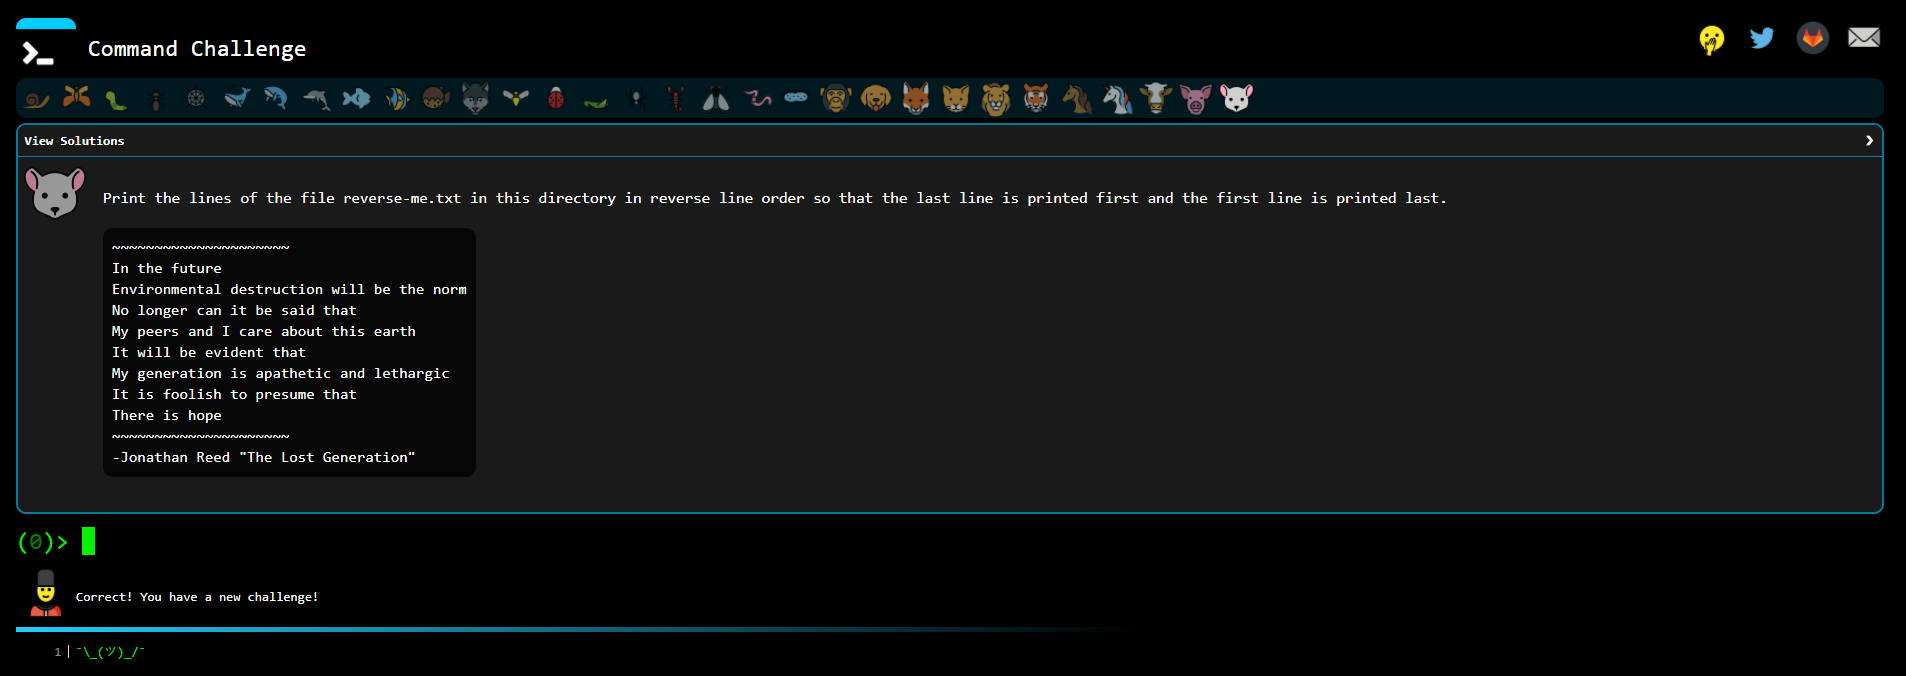 Command Challenge
View Solutions
Print the lines of the file reverse-me.txt in this directory in reverse line order so that the last line is printed first and the first line is printed last.
~~~~~~~~~~~~~~~~~~~~~
In the future
Environmental destruction will be the norm
No longer can it be said that
My peers and I care about this earth
It will be evident that
My generation is apathetic and lethargic
It is foolish to presume that
There is hope
~~~~~~~~~~~~~~~~~~~~~
-Jonathan Reed "The Lost Generation"
(0)>
Correct! You have a new challenge!
1 ¯\_(ツ)_/¯